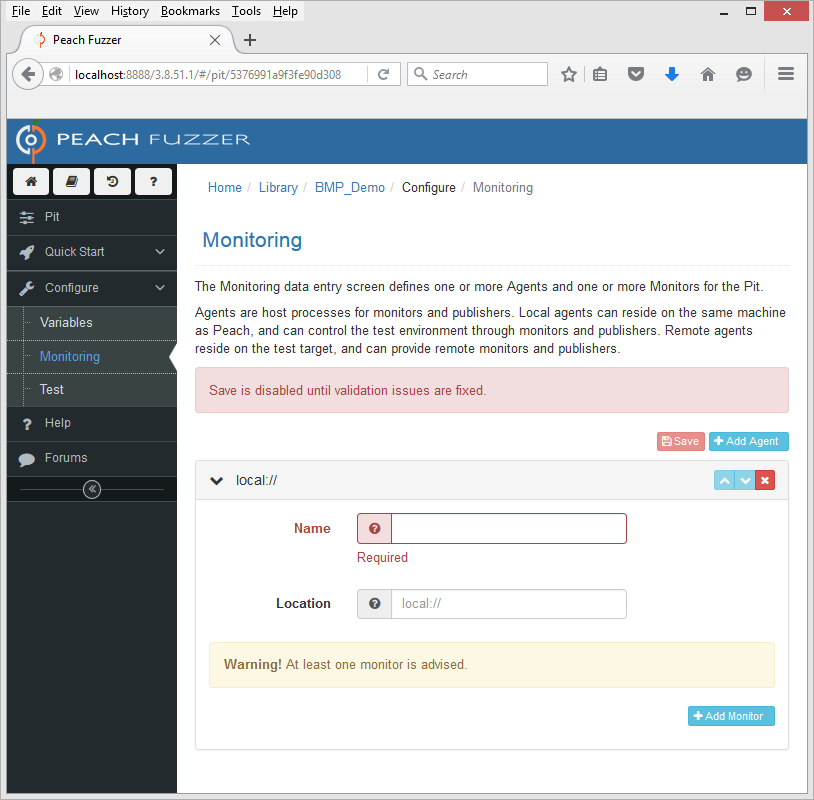 File Edit View History Bookmarks Tools Help
Peach Fuzzer
localhost:8888/3.8.51.1/#/pit/5376991a9f3fe90d308
Search
PEACH FUZZER
Home / Library / BMP_Demo / Configure / Monitoring
Pit
Quick Start
Configure
Variables
Monitoring
Test
Help
Forums
Monitoring
The Monitoring data entry screen defines one or more Agents and one or more Monitors for the Pit.
Agents are host processes for monitors and publishers. Local agents can reside on the same machine
as Peach, and can control the test environment through monitors and publishers. Remote agents
reside on the test target, and can provide remote monitors and publishers.
Save is disabled until validation issues are fixed.
Save Add Agent
local://
Name
Required
Location local://
Warning! At least one monitor is advised.
Add Monitor